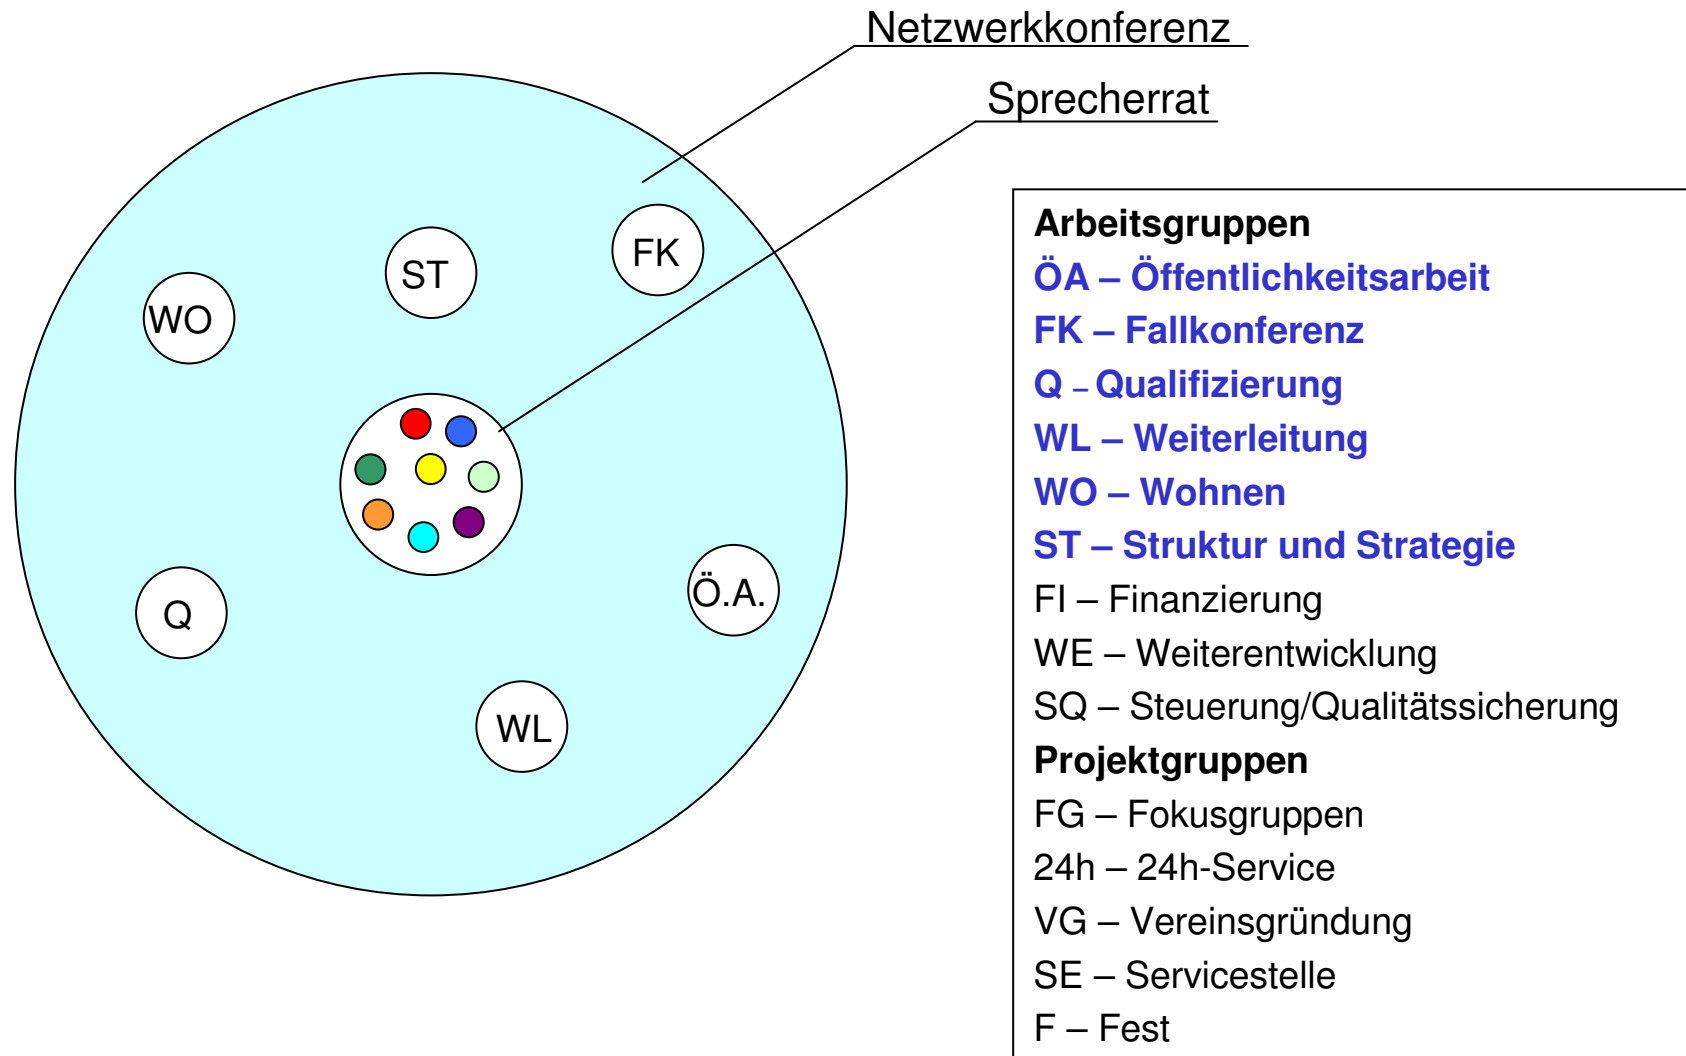 Netzwerkkonferenz
Sprecherrat
FK
ST
WO
Ö.A.
Q
WL
Arbeitsgruppen
ÖA – Öffentlichkeitsarbeit
FK – Fallkonferenz
Q – Qualifizierung
WL – Weiterleitung
WO – Wohnen
ST – Struktur und Strategie
FI – Finanzierung
WE – Weiterentwicklung
SQ – Steuerung/Qualitätssicherung
Projektgruppen
FG – Fokusgruppen
24h – 24h-Service
VG – Vereinsgründung
SE – Servicestelle
F – Fest